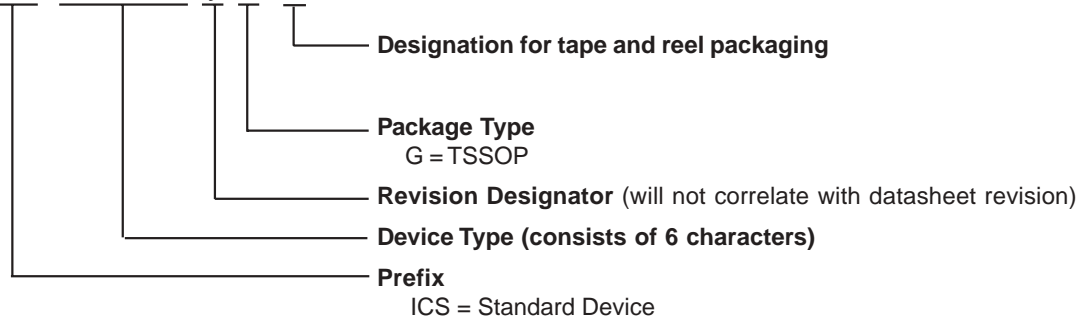 Designation for tape and reel packaging
Package Type
G = TSSOP
Revision Designator (will not correlate with datasheet revision)
Device Type (consists of 6 characters)
Prefix
ICS = Standard Device